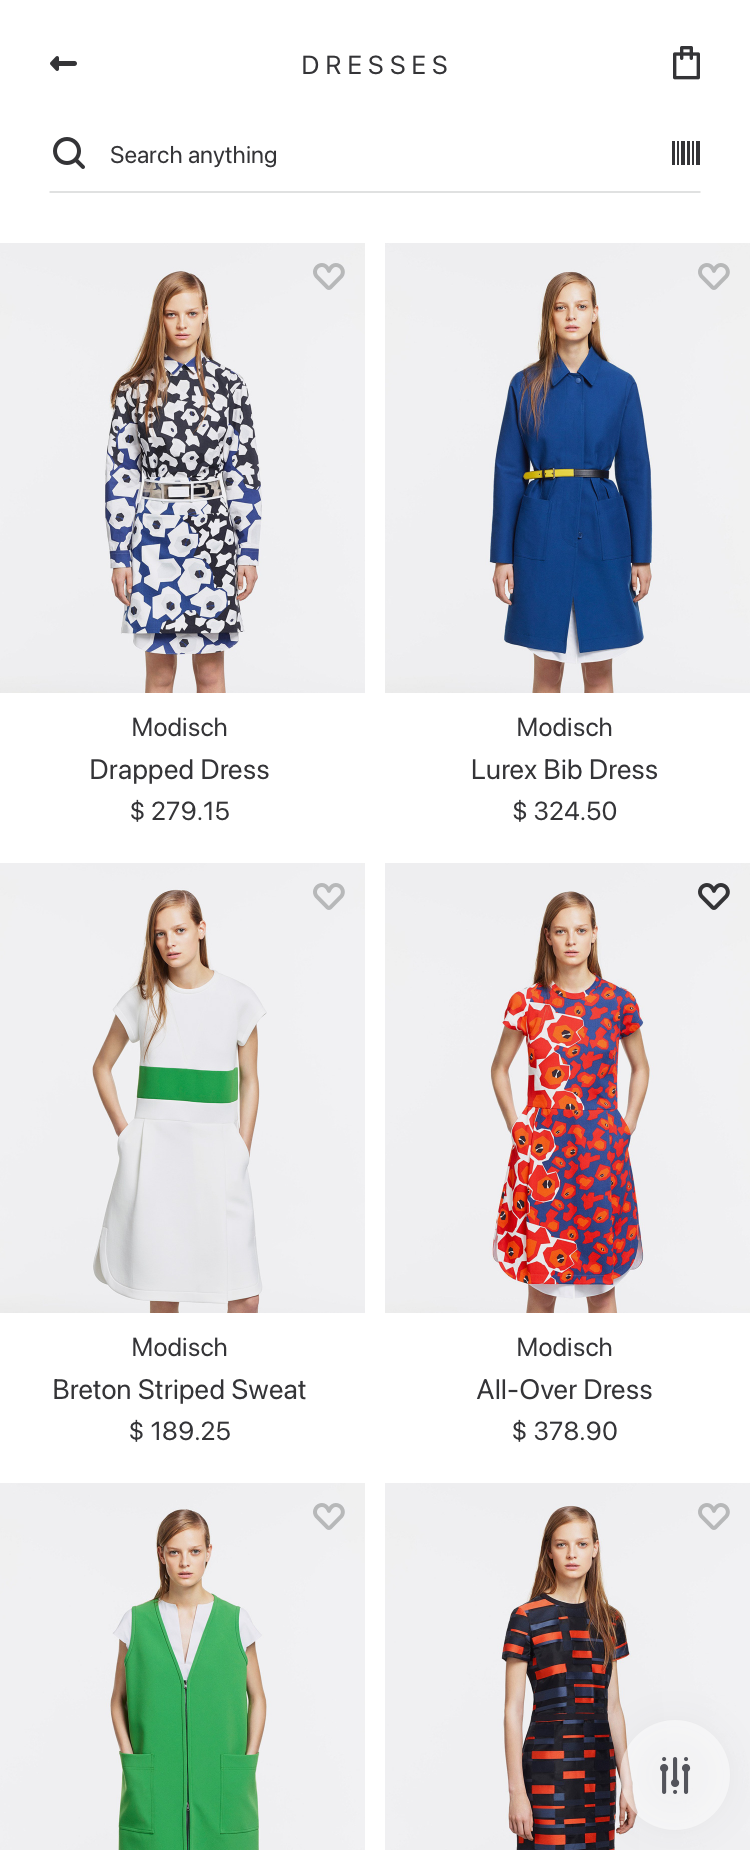 DRESSES
Search anything
Modisch
Drapped Dress
$ 279.15
Modisch
Lurex Bib Dress
$ 324.50
Modisch
Breton Striped Sweat
$ 189.25
Modisch
All-Over Dress
$ 378.90